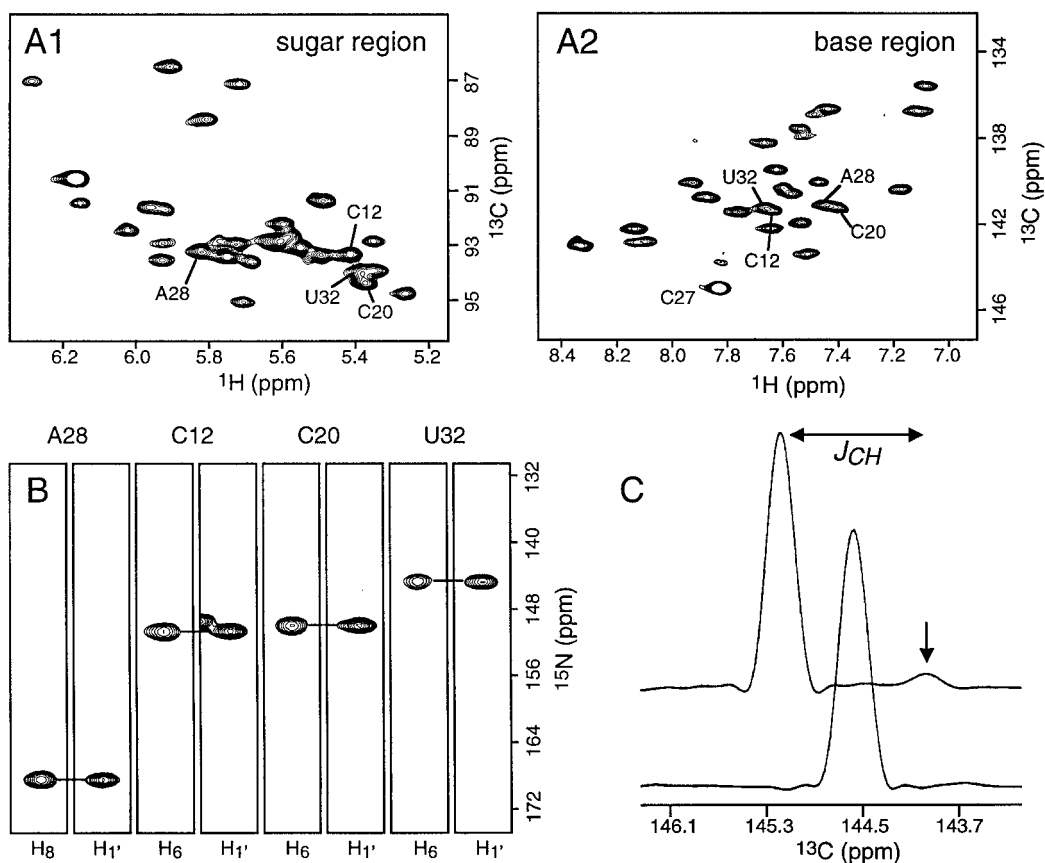 A1 sugar region
87
89
91
93
95
13C (ppm)
C12
A28
U32
C20
6.2 6.0 5.8 5.6 5.4 5.2
1H (ppm)
A2 base region
134
138
142
146
13C (ppm)
U32
A28
C20
C12
C27
8.4 8.2 8.0 7.8 7.6 7.4 7.2 7.0
1H (ppm)
A28 C12 C20 U32
B
132
140
148
156
164
172
15N (ppm)
H8 H1' H6 H1' H6 H1' H6 H1'
C
JCH
146.1 145.3 144.5 143.7
13C (ppm)